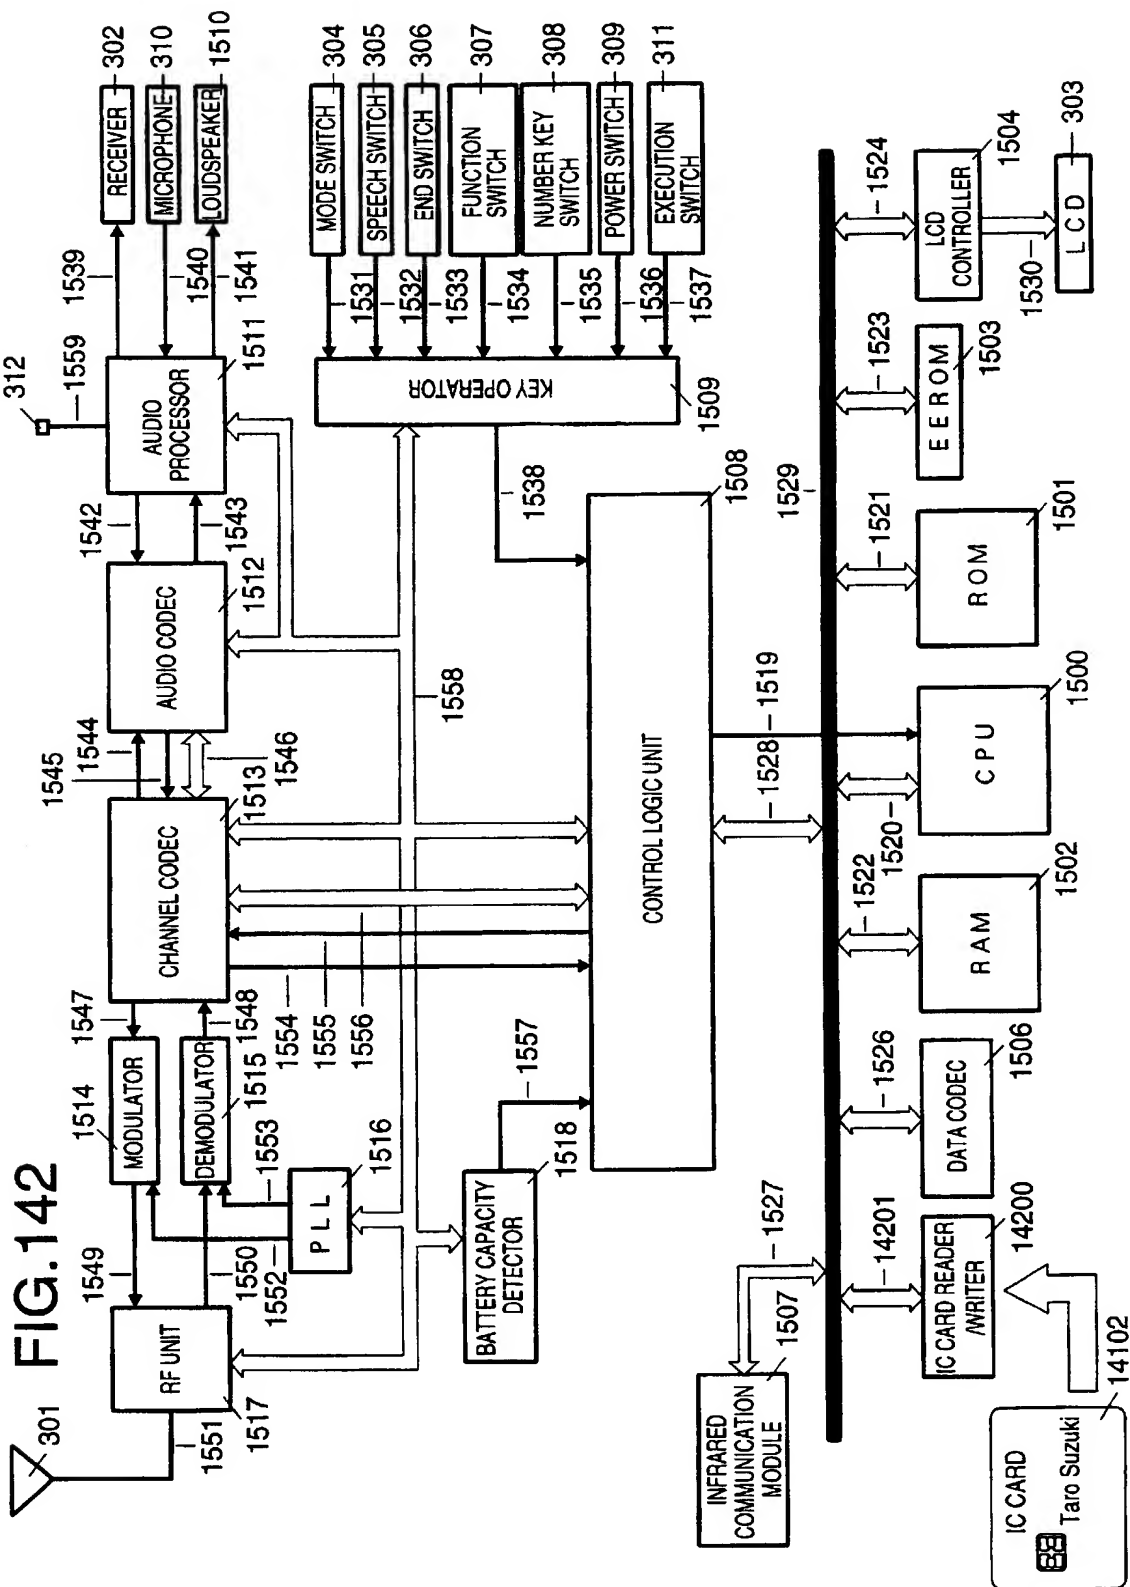 FIG.142
301
1551
RF UNIT
1517
1549
1550
1552
1514
MODULATOR
DEMODULATOR
1515
1553
PLL
1516
1547
1548
CHANNEL CODEC
1513
1545
1544
1546
AUDIO CODEC
1512
1542
1543
312
1559
AUDIO
PROCESSOR
1511
1539
1540
1541
RECEIVER
302
MICROPHONE
310
LOUDSPEAKER
1510
1554
1555
1556
1558
BATTERY CAPACITY
DETECTOR
1518
1557
CONTROL LOGIC UNIT
1508
1538
KEY OPERATOR
1509
1531
1532
1533
1534
1535
1536
1537
MODE SWITCH
304
SPEECH SWITCH
305
END SWITCH
306
FUNCTION
SWITCH
307
NUMBER KEY
SWITCH
308
POWER SWITCH
309
EXECUTION
SWITCH
311
INFRARED
COMMUNICATION
MODULE
1507
1527
1528
1519
1529
14201
1526
1522
1520
1521
1523
1524
IC CARD READER
/WRITER
14200
DATA CODEC
1506
RAM
1502
CPU
1500
ROM
1501
EEROM
1503
LCD
CONTROLLER
1504
1530
LCD
303
IC CARD
Taro Suzuki
14102